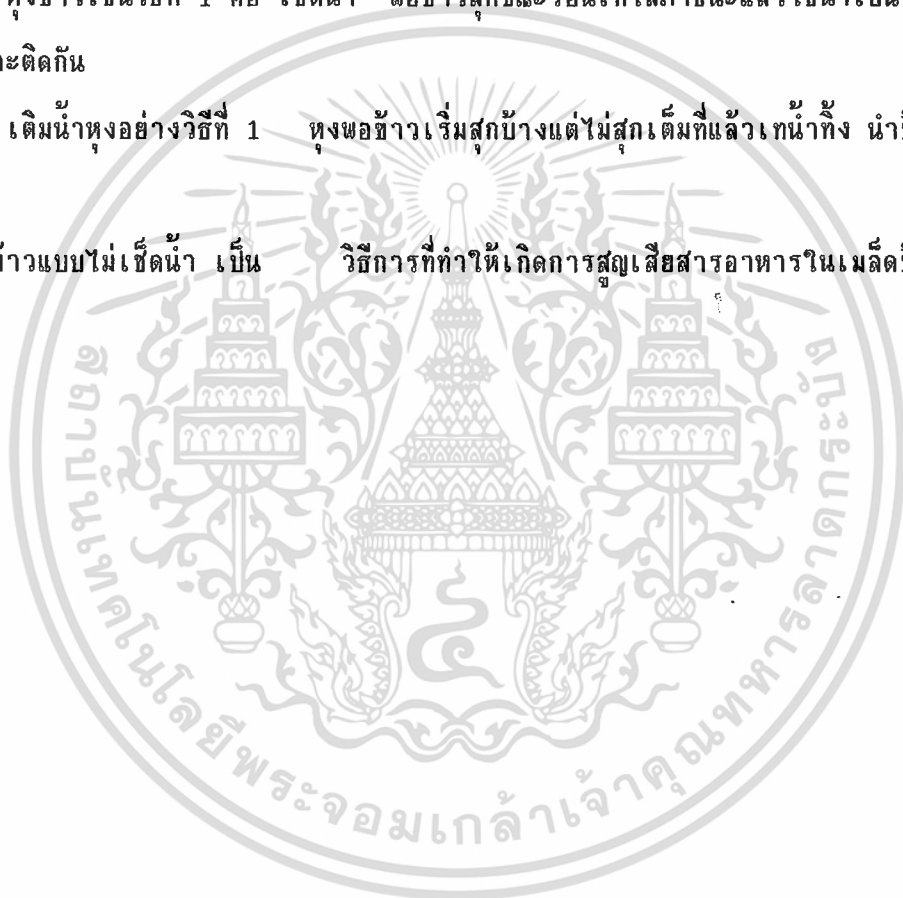 ะติดกัน
เติมน้ำหุงอย่างวิธีที่ 1 หุงพอข้าวเริ่มสุกบ้างแต่ไม่สุกเต็มที่แล้วเทน้ำทิ้ง นำ
าวแบบไม่เช็ดน้ำ เป็น วิธีการที่ทำให้เกิดการสูญเสียสารอาหารในเมล็ด
สถาบันเทคโนโลยีพระจอมเกล้าเจ้าคุณทหารลาดกระบัง